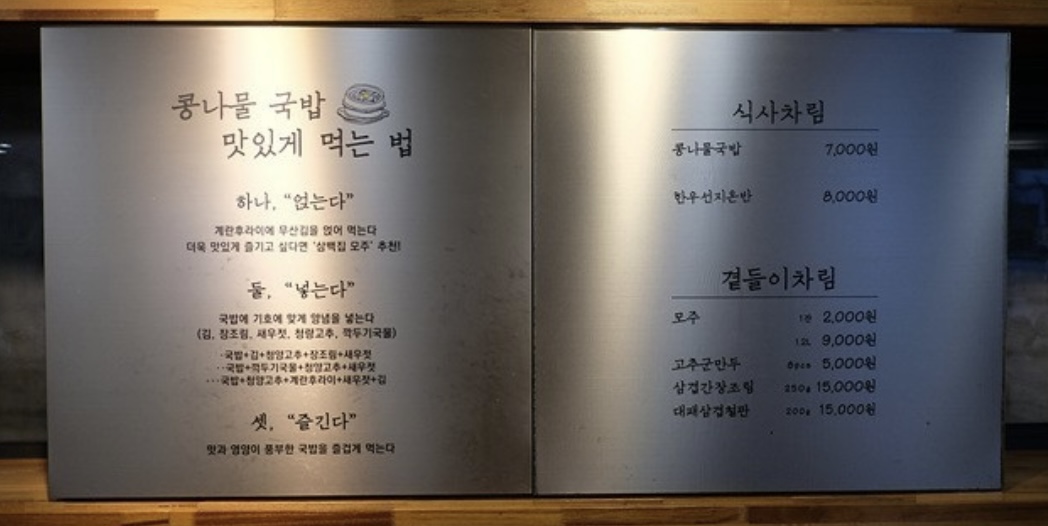 콩나물 국밥
맛있게 먹는 법
하나, “얹는다”
계란후라이에 무산김을 얹어 먹는다
더욱 맛있게 즐기고 싶다면 ‘삼백집 모주’ 추천!
둘, “넣는다”
국밥에 기호에 맞게 양념을 넣는다
(김, 장조림, 새우젓, 청량고추, 깍두기국물)
·국밥+김+청양고추+장조림+새우젓
··국밥+깍두기국물+청양고추+새우젓
···국밥+청양고추+계란후라이+새우젓+김
셋, “즐긴다”
맛과 영양이 풍부한 국밥을 즐겁게 먹는다
식사차림
콩나물국밥 7,000원
한우선지온반 8,000원
곁들이차림
모주 1잔 2,000원
1.2L 9,000원
고추군만두 6pcs 5,000원
삼겹간장조림 250g 15,000원
대패삼겹철판 200g 15,000원